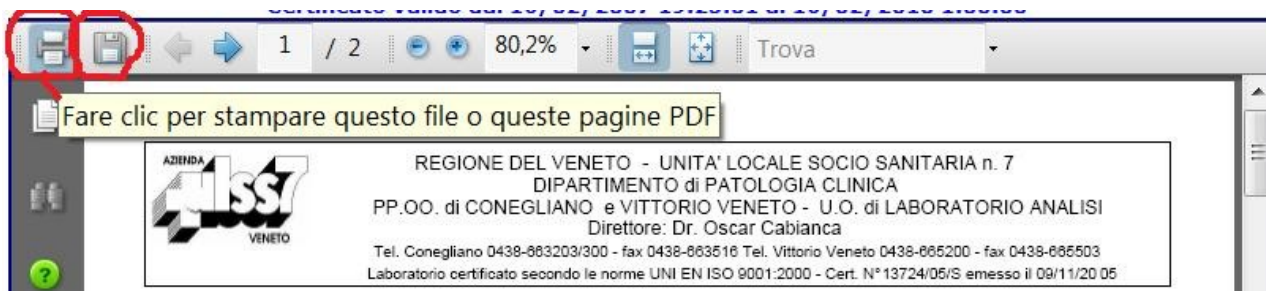 1 / 2 80,2% Trova
Fare clic per stampare questo file o queste pagine PDF
AZIENDA
ulss7
VENETO
REGIONE DEL VENETO - UNITA' LOCALE SOCIO SANITARIA n. 7
DIPARTIMENTO di PATOLOGIA CLINICA
PP.OO. di CONEGLIANO e VITTORIO VENETO - U.O. di LABORATORIO ANALISI
Direttore: Dr. Oscar Cabianca
Tel. Conegliano 0438-663203/300 - fax 0438-663516 Tel. Vittorio Veneto 0438-665200 - fax 0438-665503
Laboratorio certificato secondo le norme UNI EN ISO 9001:2000 - Cert. N°13724/05/S emesso il 09/11/20 05